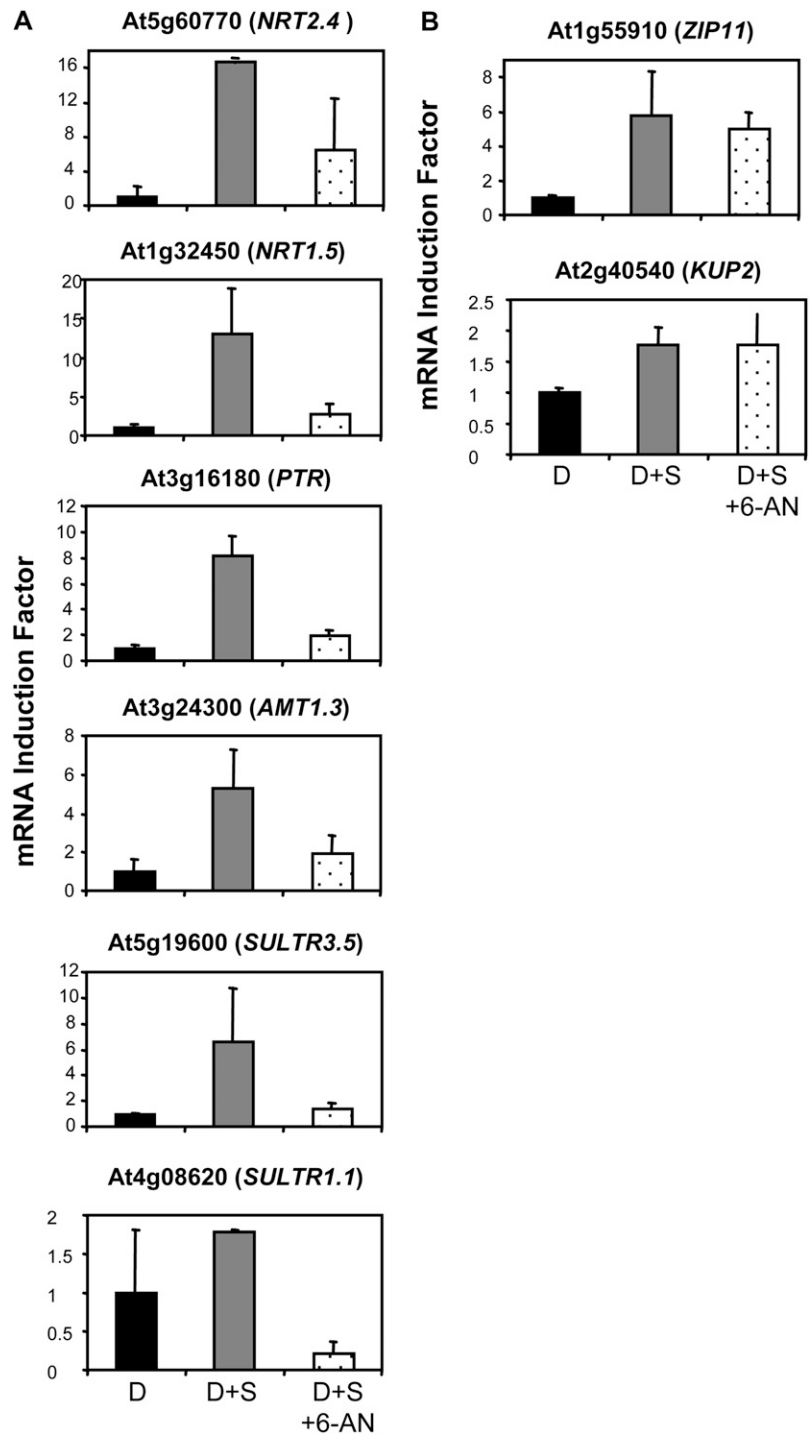 A
At5g60770 (NRT2.4 )
16
12
8
4
0
At1g32450 (NRT1.5)
20
15
10
5
0
At3g16180 (PTR)
12
10
8
6
4
2
0
At3g24300 (AMT1.3)
8
6
4
2
0
At5g19600 (SULTR3.5)
12
10
8
6
4
2
0
At4g08620 (SULTR1.1)
2
1.5
1
0.5
0
D D+S D+S
+6-AN
mRNA Induction Factor
B
At1g55910 (ZIP11)
8
6
4
2
0
At2g40540 (KUP2)
2.5
2
1.5
1
0.5
0
D D+S D+S
+6-AN
mRNA Induction Factor